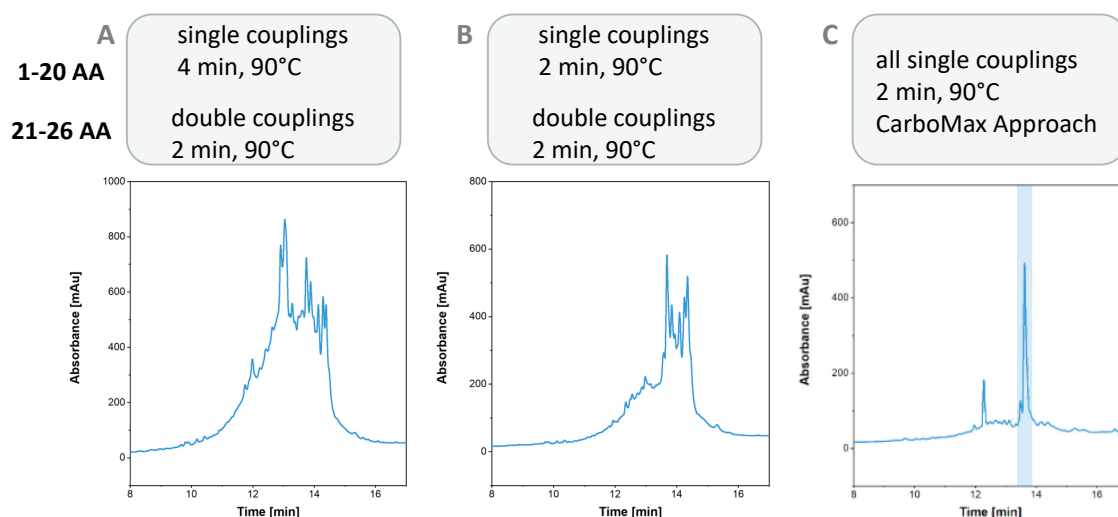 A
single couplings
4 min, 90°C
double couplings
2 min, 90°C
B
single couplings
2 min, 90°C
double couplings
2 min, 90°C
C
all single couplings
2 min, 90°C
CarboMax Approach
1-20 AA
21-26 AA
1000
800
600
400
200
0
Absorbance [mAu]
8 10 12 14 16
Time [min]
800
600
400
200
0
Absorbance [mAu]
8 10 12 14 16
Time [min]
600
400
200
0
Absorbance [mAu]
8 10 12 14 16
Time [min]